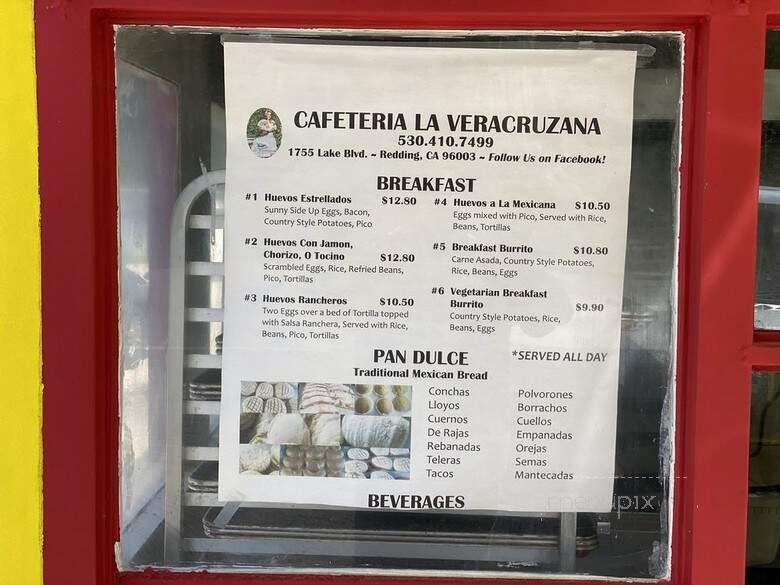 CAFETERIA LA VERACRUZANA
530.410.7499
1755 Lake Blvd. ~ Redding, CA 96003 ~ Follow Us on Facebook!
BREAKFAST
#1 Huevos Estrellados $12.80
Sunny Side Up Eggs, Bacon,
Country Style Potatoes, Pico
#2 Huevos Con Jamon,
Chorizo, O Tocino $12.80
Scrambled Eggs, Rice, Refried Beans,
Pico, Tortillas
#3 Huevos Rancheros $10.50
Two Eggs over a bed of Tortilla topped
with Salsa Ranchera, Served with Rice,
Beans, Pico, Tortillas
#4 Huevos a La Mexicana $10.50
Eggs mixed with Pico, Served with Rice,
Beans, Tortillas
#5 Breakfast Burrito $10.80
Carne Asada, Country Style Potatoes,
Rice, Beans, Eggs
#6 Vegetarian Breakfast
Burrito $9.90
Country Style Potatoes, Rice,
Beans, Eggs
*SERVED ALL DAY
PAN DULCE
Traditional Mexican Bread
Conchas
Lloyos
Cuernos
De Rajas
Rebanadas
Teleras
Tacos
Polvorones
Borrachos
Cuellos
Empanadas
Orejas
Semas
Mantecadas
BEVERAGES
menupix